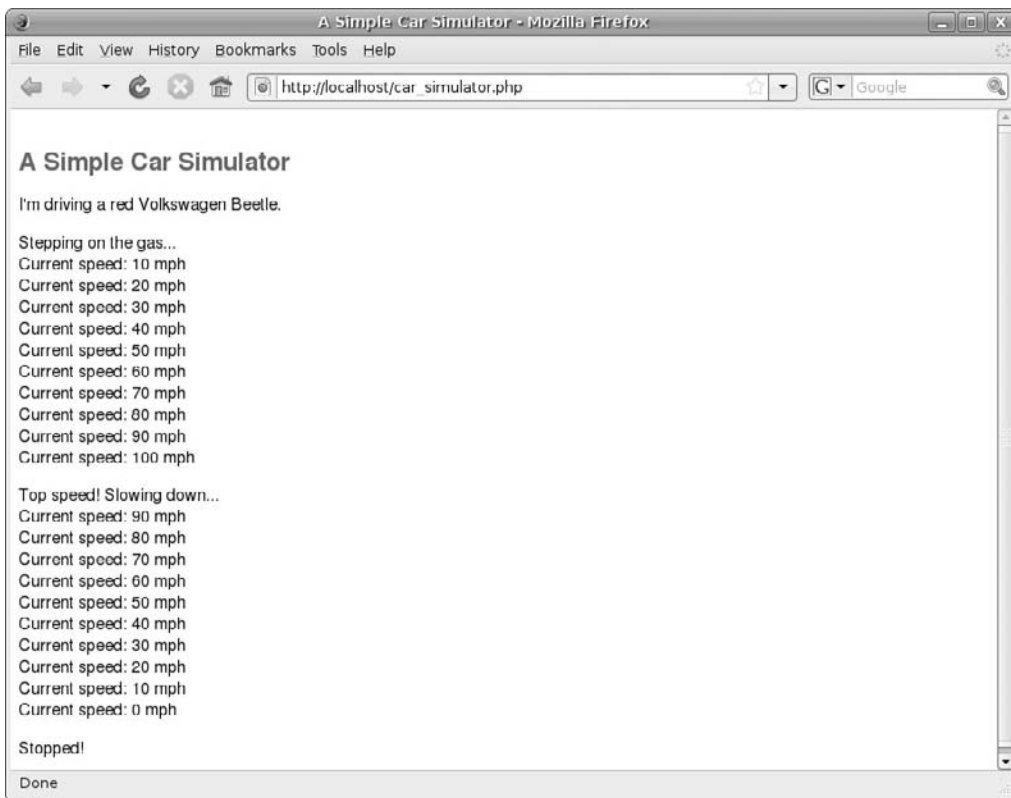 A Simple Car Simulator - Mozilla Firefox
File Edit View History Bookmarks Tools Help
http://localhost/car_simulator.php
G Google
A Simple Car Simulator
I'm driving a red Volkswagen Beetle.
Stepping on the gas...
Current speed: 10 mph
Current speed: 20 mph
Current speed: 30 mph
Current speed: 40 mph
Current speed: 50 mph
Current speed: 60 mph
Current speed: 70 mph
Current speed: 80 mph
Current speed: 90 mph
Current speed: 100 mph
Top speed! Slowing down...
Current speed: 90 mph
Current speed: 80 mph
Current speed: 70 mph
Current speed: 60 mph
Current speed: 50 mph
Current speed: 40 mph
Current speed: 30 mph
Current speed: 20 mph
Current speed: 10 mph
Current speed: 0 mph
Stopped!
Done